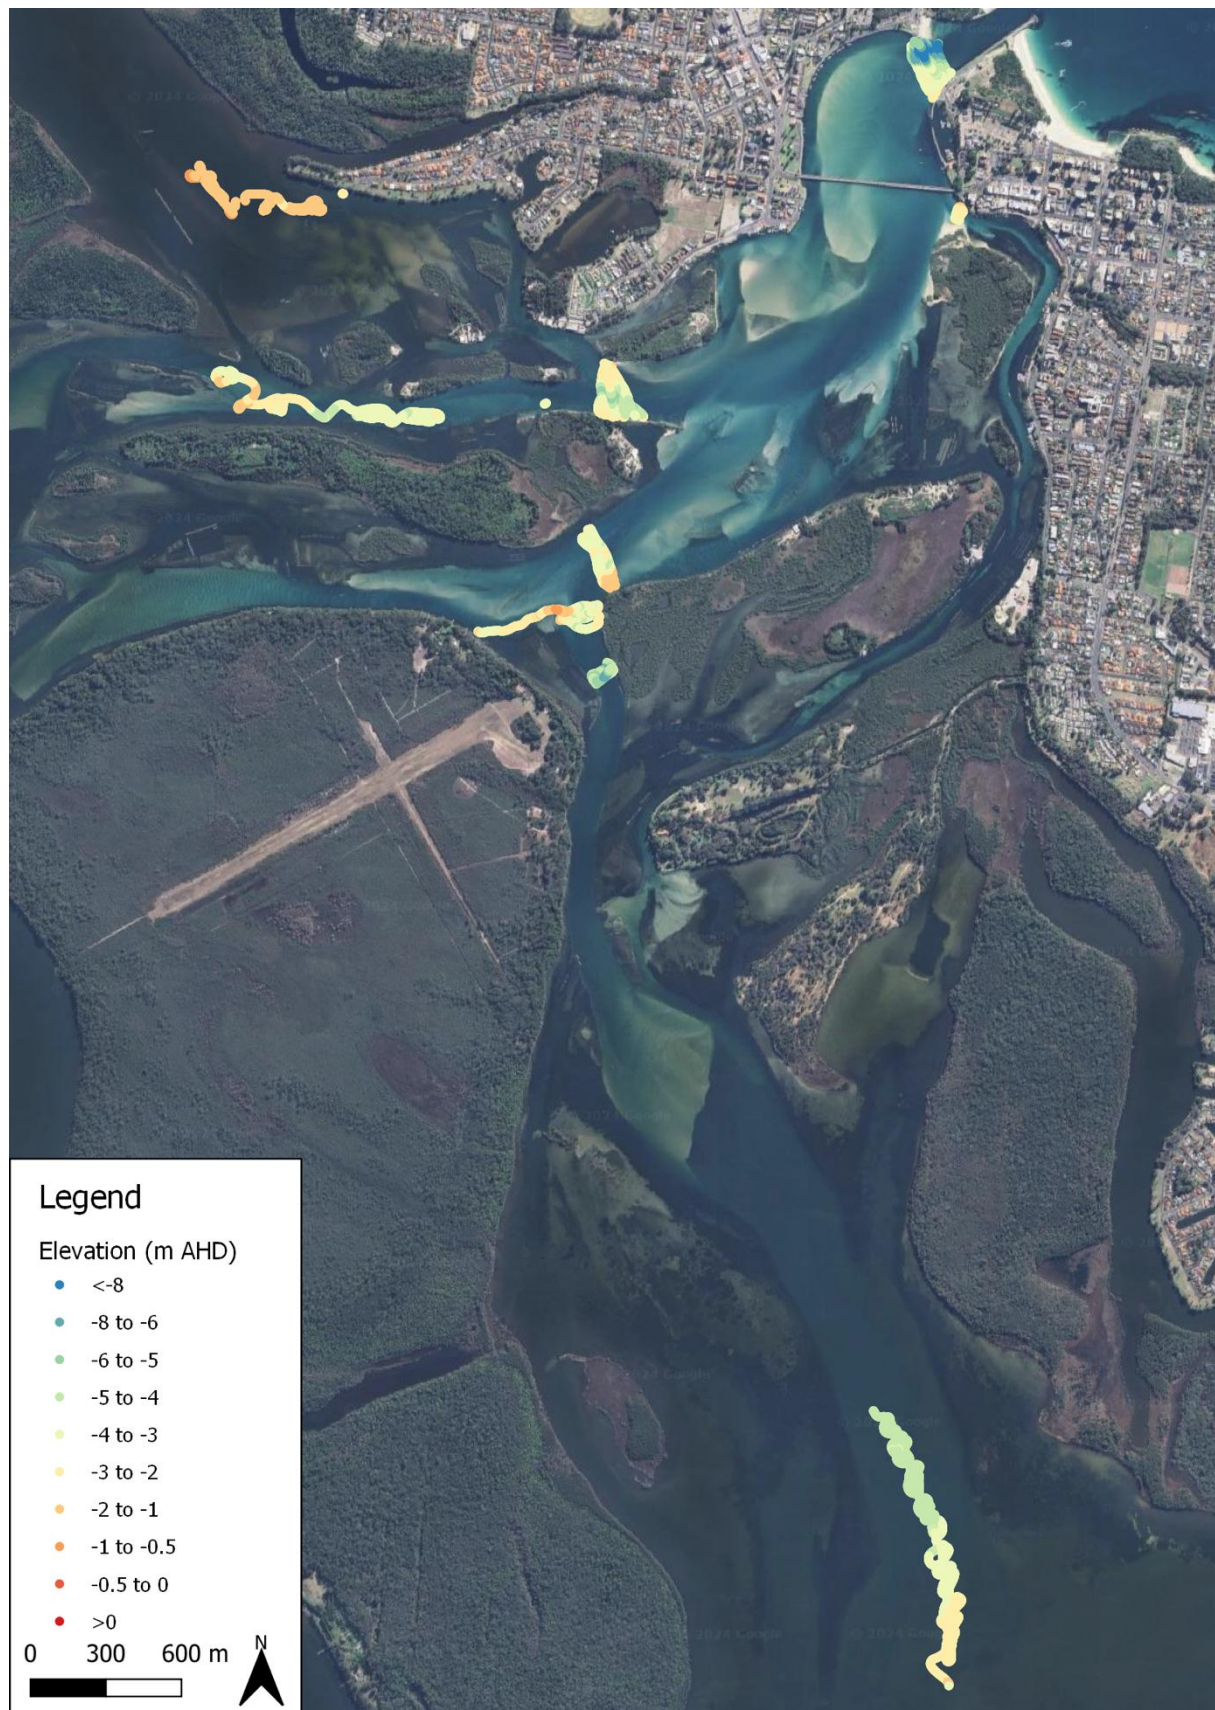 Legend
Elevation (m AHD)
<-8
-8 to -6
-6 to -5
-5 to -4
-4 to -3
-3 to -2
-2 to -1
-1 to -0.5
-0.5 to 0
>0
0 300 600 m
N